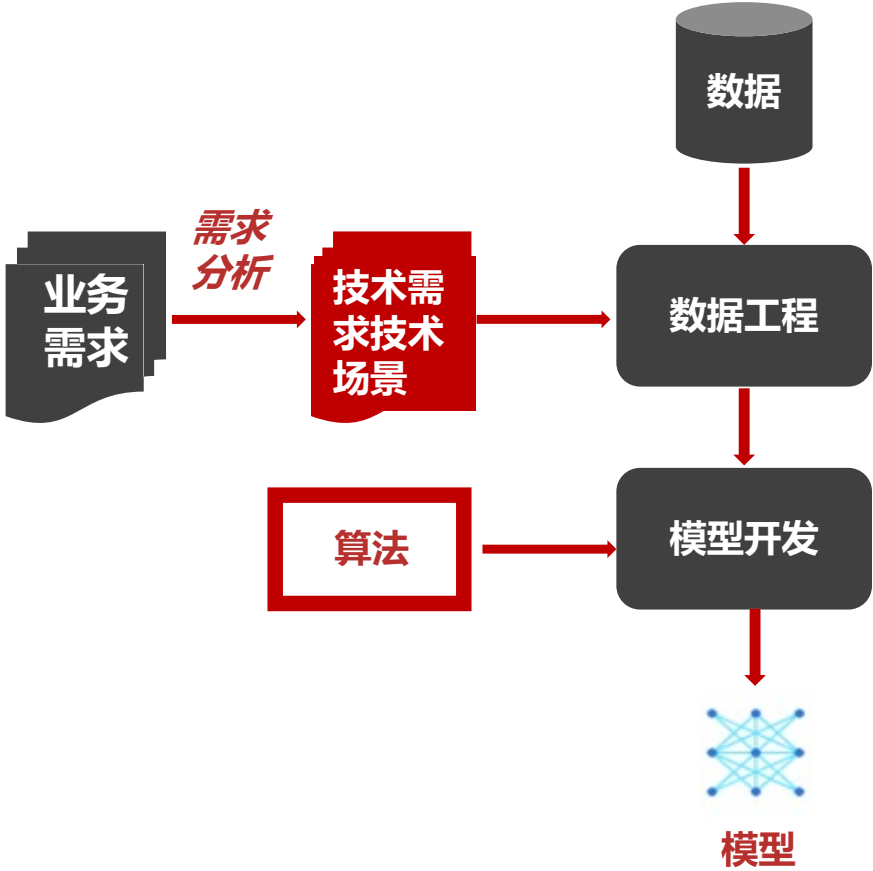 数据
需求
分析
业务
需求
技术需
求技术
场景
数据工程
算法
模型开发
模型